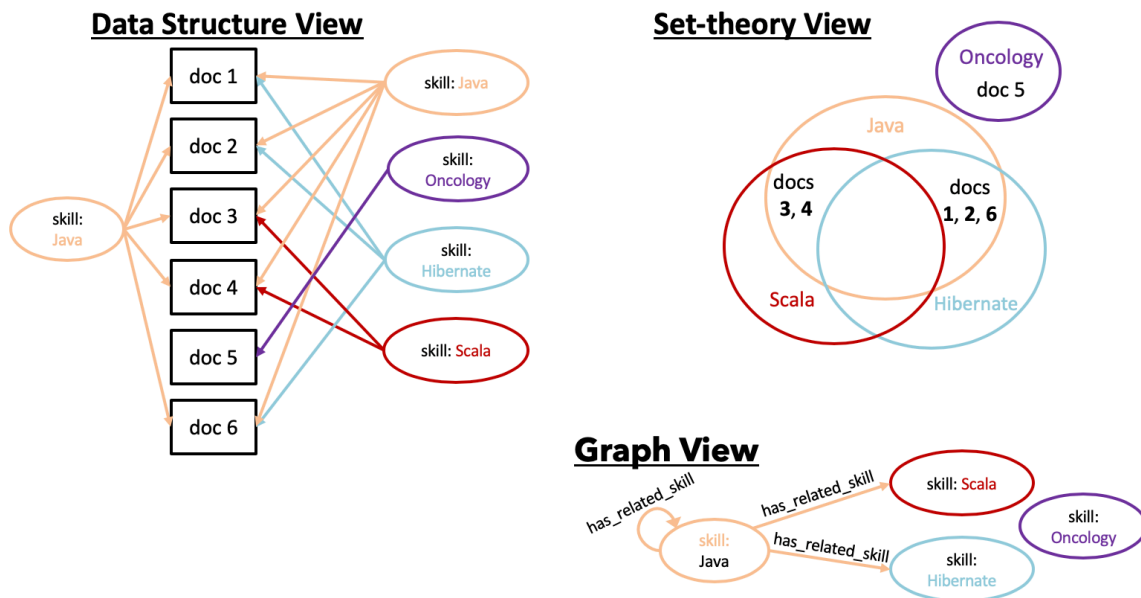 Data Structure View
doc 1
doc 2
doc 3
doc 4
doc 5
doc 6
skill:
Java
skill: Java
skill:
Oncology
skill:
Hibernate
skill: Scala
Set-theory View
Oncology
doc 5
Java
docs
3, 4
docs
1, 2, 6
Scala
Hibernate
Graph View
has_related_skill
skill:
Java
has_related_skill
has_related_skill
skill: Scala
skill:
Oncology
skill:
Hibernate